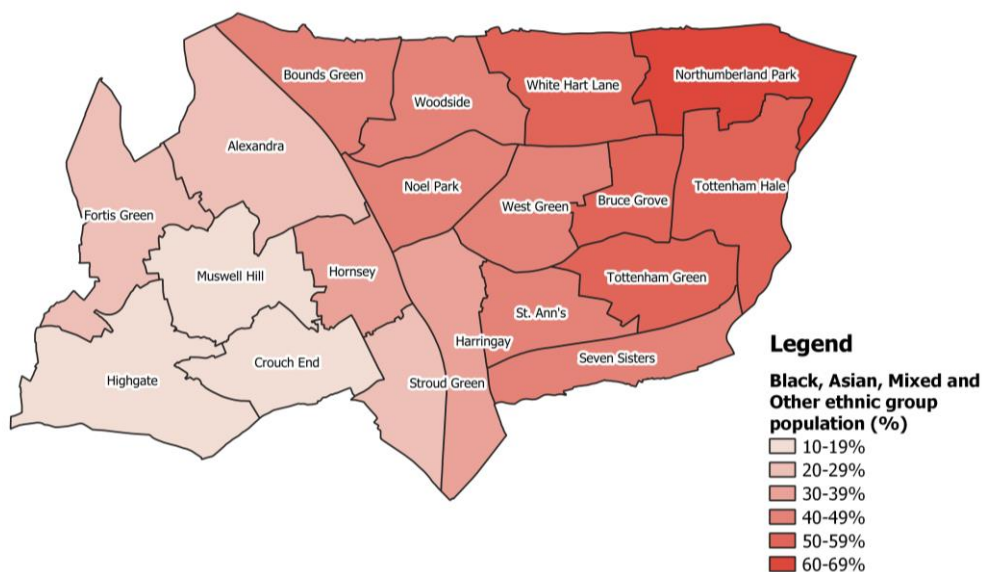 Bounds Green
Woodside
White Hart Lane
Northumberland Park
Alexandra
Noel Park
Tottenham Hale
Fortis Green
West Green
Bruce Grove
Muswell Hill
Hornsey
Tottenham Green
St. Ann's
Harringay
Seven Sisters
Crouch End
Highgate
Stroud Green
Legend
Black, Asian, Mixed and
Other ethnic group
population (%)
10-19%
20-29%
30-39%
40-49%
50-59%
60-69%